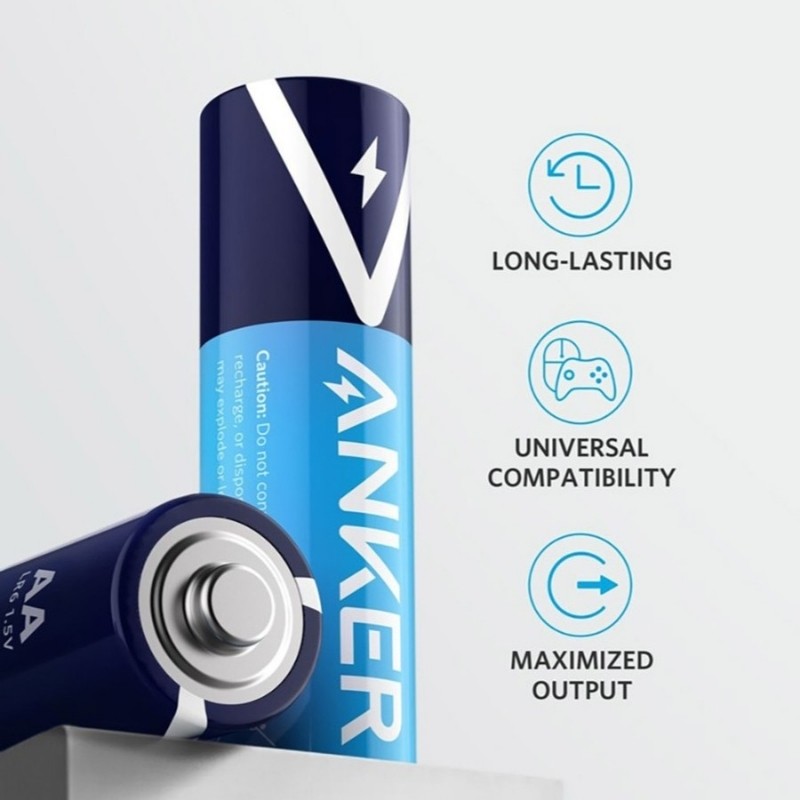 ANKER
Caution: Do not con
recharge, or dispo
may explode or
AA
LR6 1.5V
LONG-LASTING
UNIVERSAL
COMPATIBILITY
MAXIMIZED
OUTPUT